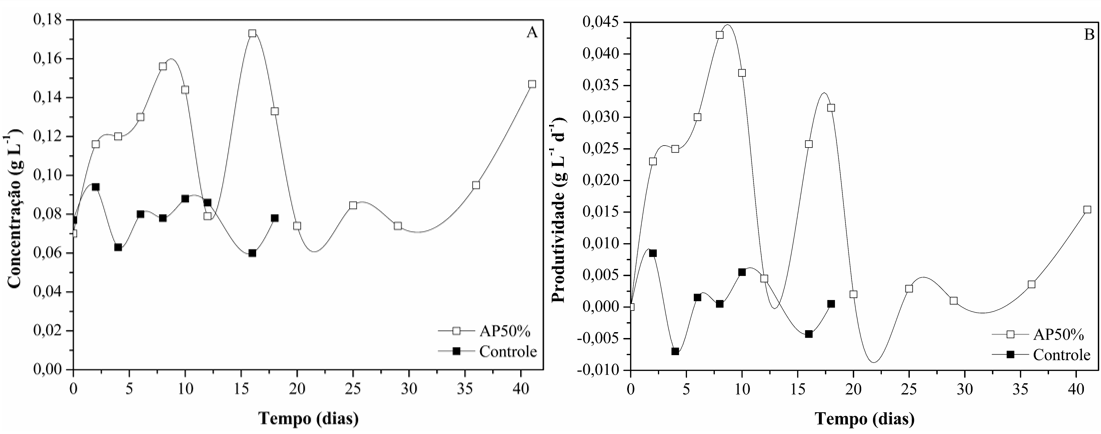 A
Concentração (g L⁻¹)
0,18
0,16
0,14
0,12
0,10
0,08
0,06
0,04
0,02
0,00
0 5 10 15 20 25 30 35 40
Tempo (dias)
AP50%
Controle
B
Produtividade (g L⁻¹ d⁻¹)
0,045
0,040
0,035
0,030
0,025
0,020
0,015
0,010
0,005
0,000
-0,005
-0,010
0 5 10 15 20 25 30 35 40
Tempo (dias)
AP50%
Controle